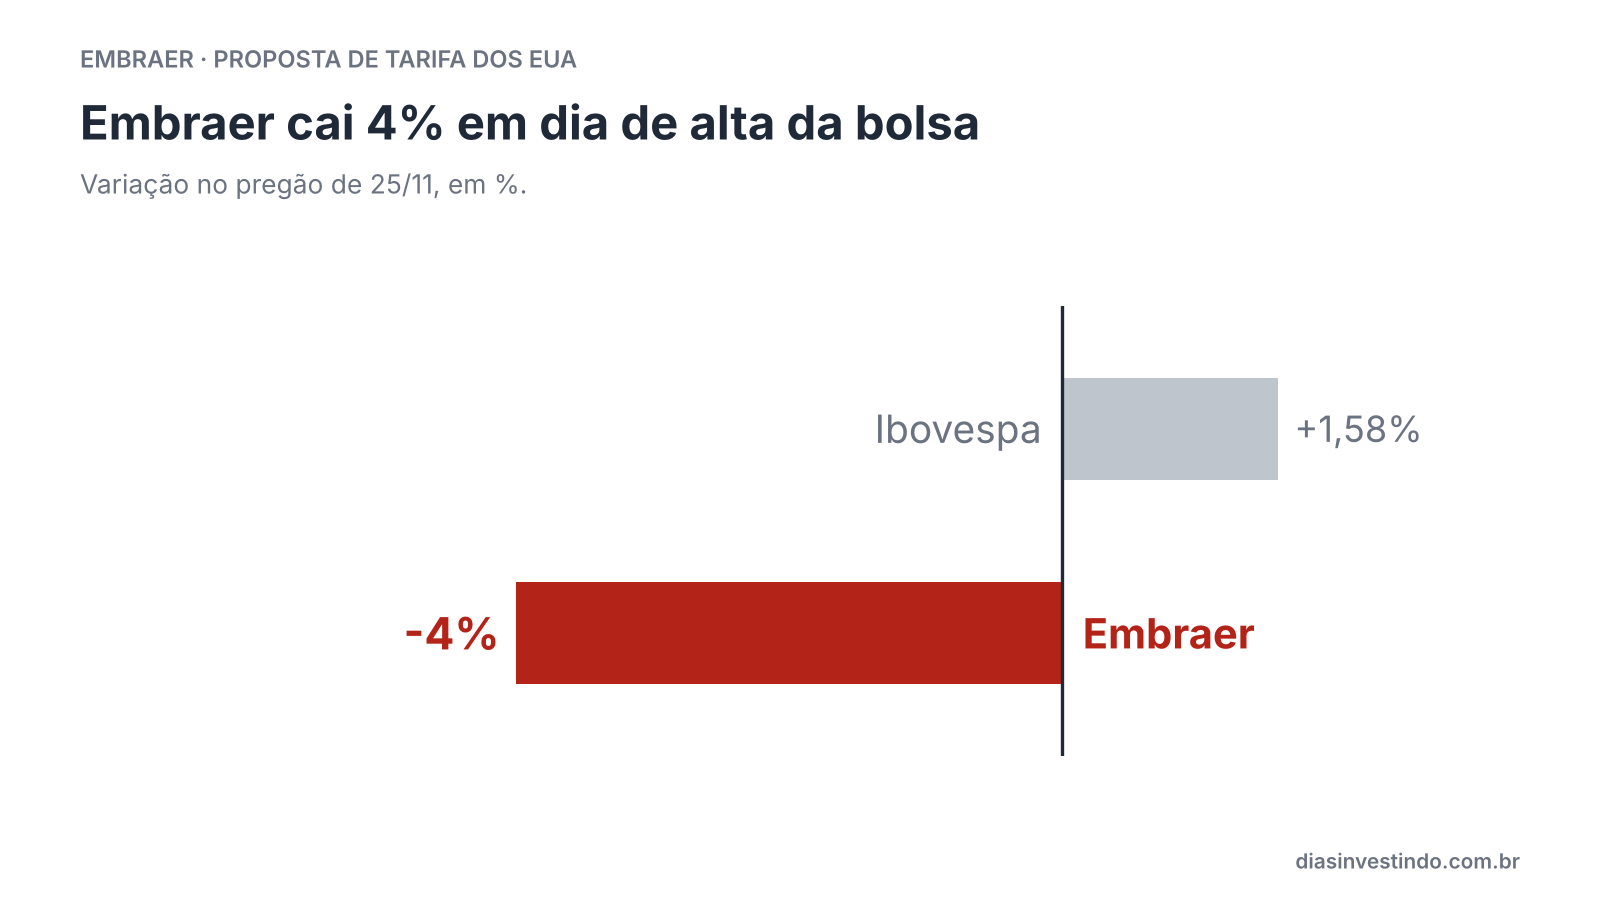 EMBRAER · PROPOSTA DE TARIFA DOS EUA
Embraer cai 4% em dia de alta da bolsa
Variação no pregão de 25/11, em %.
Ibovespa +1,58%
-4% Embraer
diasinvestindo.com.br